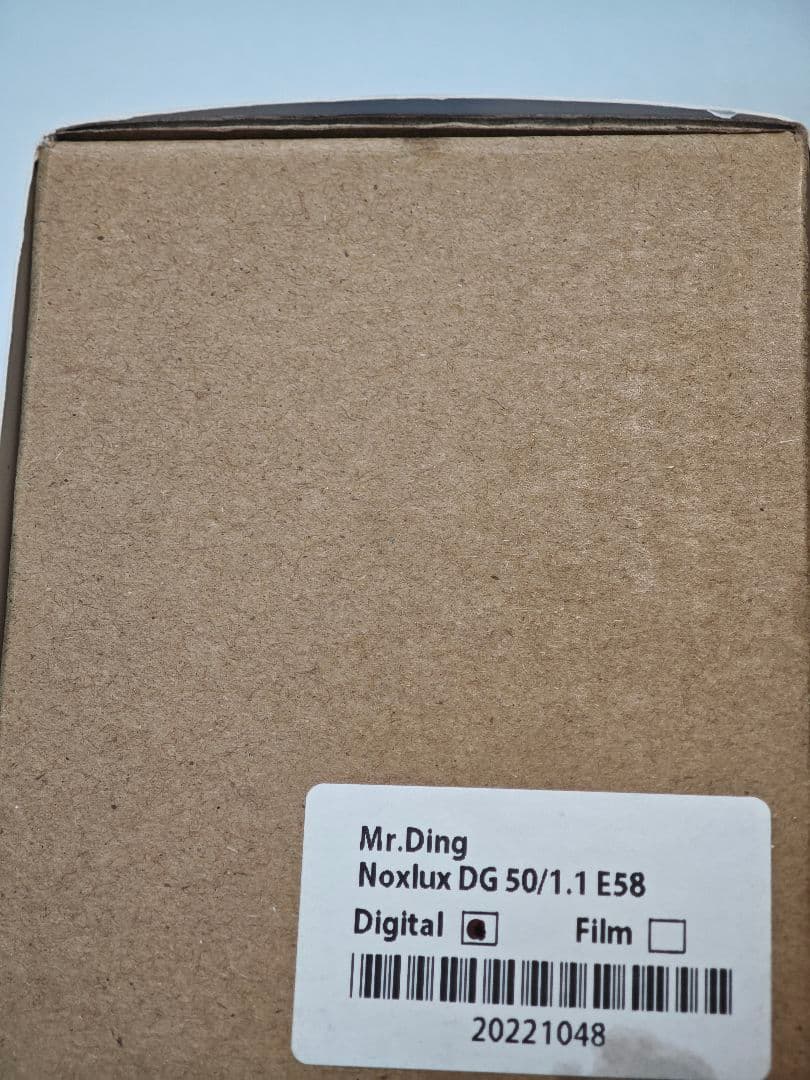 Mr.Ding
Noxlux DG 50/1.1 E58
Digital Film
20221048